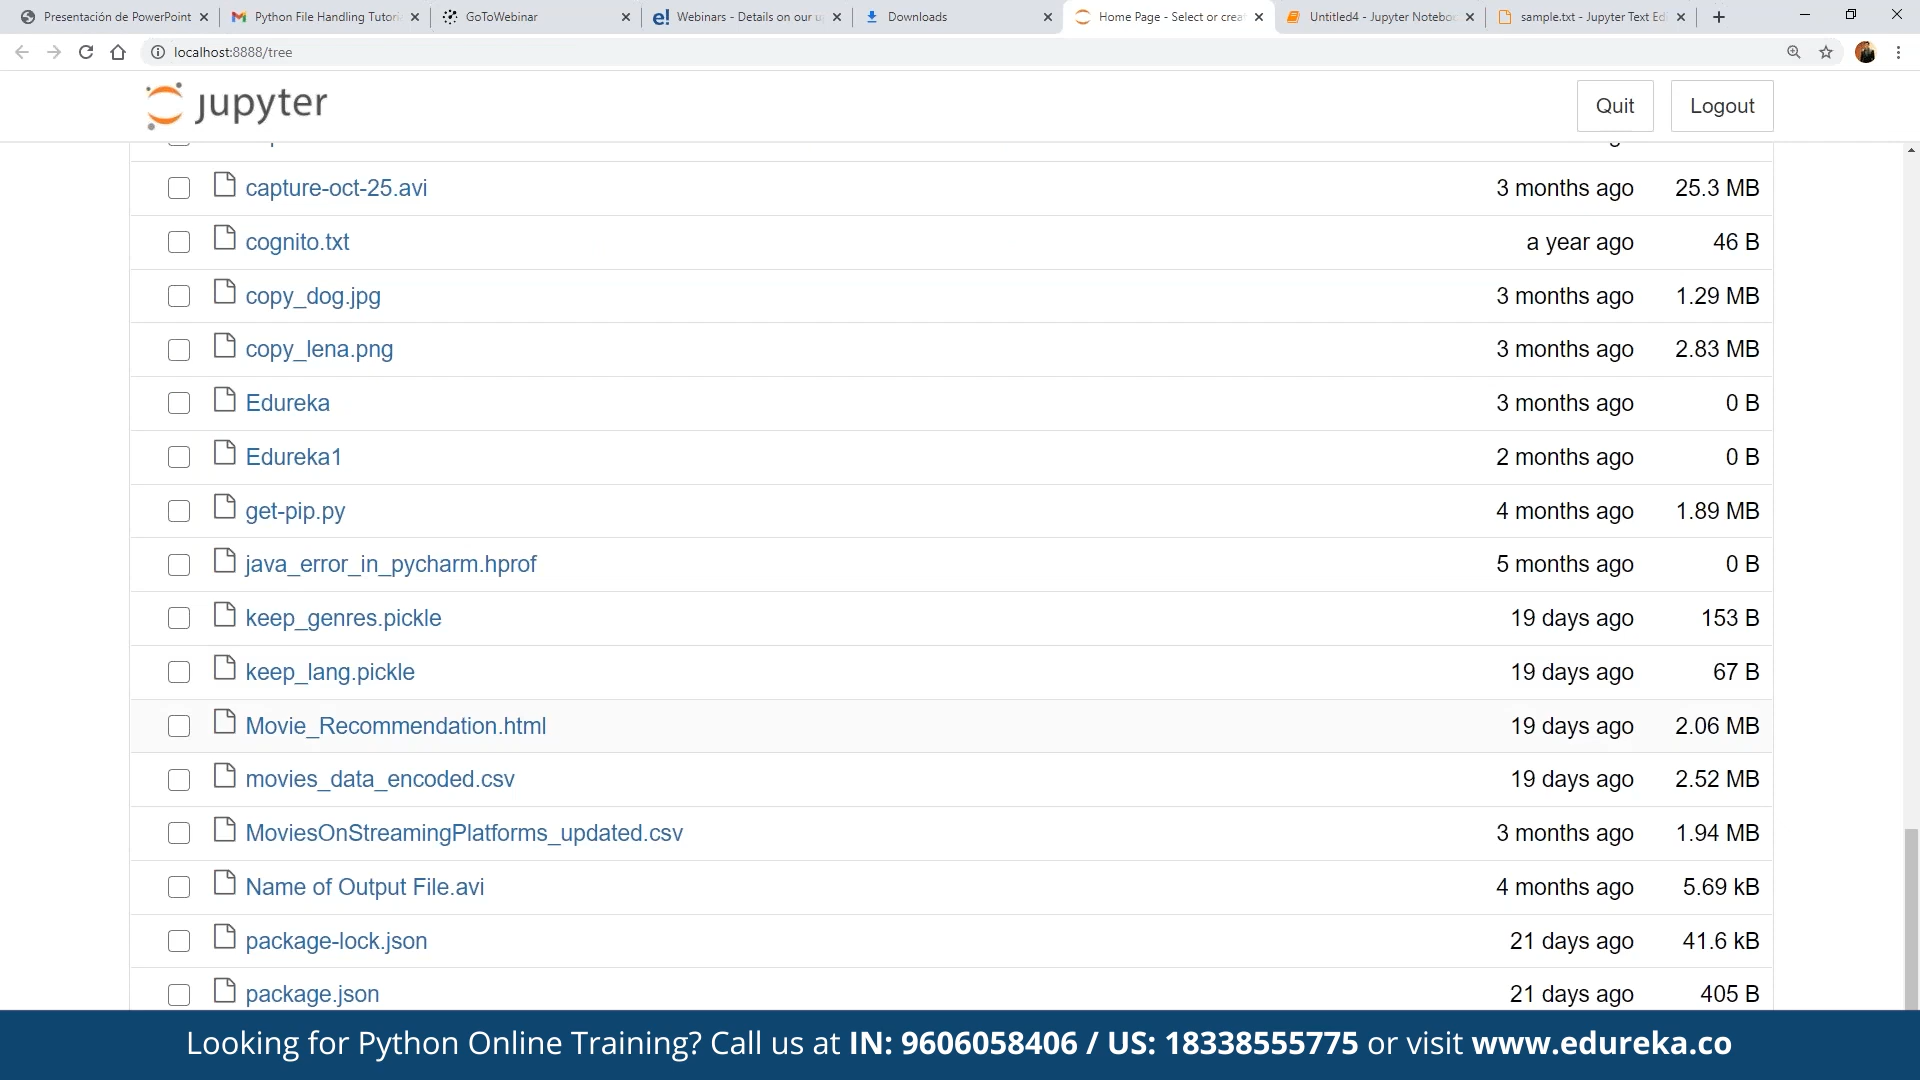 Presentación de PowerPoint
Python File Handling Tutori
GoToWebinar
Webinars - Details on our u
Downloads
Home Page - Select or crea
Untitled4 - Jupyter Noteboo
sample.txt - Jupyter Text Ed
localhost:8888/tree
jupyter
Quit
Logout
capture-oct-25.avi 3 months ago 25.3 MB
cognito.txt a year ago 46 B
copy_dog.jpg 3 months ago 1.29 MB
copy_lena.png 3 months ago 2.83 MB
Edureka 3 months ago 0 B
Edureka1 2 months ago 0 B
get-pip.py 4 months ago 1.89 MB
java_error_in_pycharm.hprof 5 months ago 0 B
keep_genres.pickle 19 days ago 153 B
keep_lang.pickle 19 days ago 67 B
Movie_Recommendation.html 19 days ago 2.06 MB
movies_data_encoded.csv 19 days ago 2.52 MB
MoviesOnStreamingPlatforms_updated.csv 3 months ago 1.94 MB
Name of Output File.avi 4 months ago 5.69 kB
package-lock.json 21 days ago 41.6 kB
package.json 21 days ago 405 B
Looking for Python Online Training? Call us at IN: 9606058406 / US: 18338555775 or visit www.edureka.co